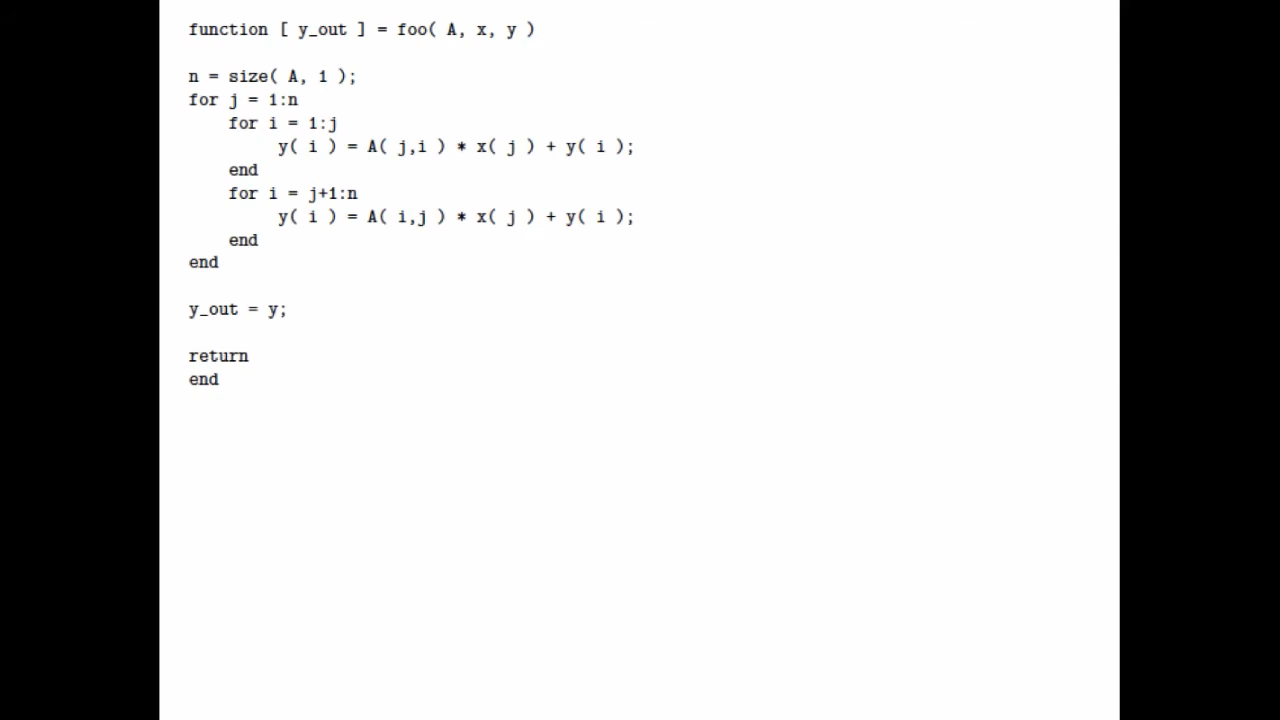 function [ y_out ] = foo( A, x, y )
n = size( A, 1 );
for j = 1:n
for i = 1:j
y( i ) = A( j,i ) * x( j ) + y( i );
end
for i = j+1:n
y( i ) = A( i,j ) * x( j ) + y( i );
end
end
y_out = y;
return
end